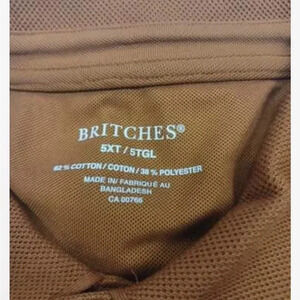 BRITCHES®
5XT / 5TGL
62 % COTTON / COTON / 38 % POLYESTER
MADE IN/ FABRIQUÉ AU
BANGLADESH
CA 00766